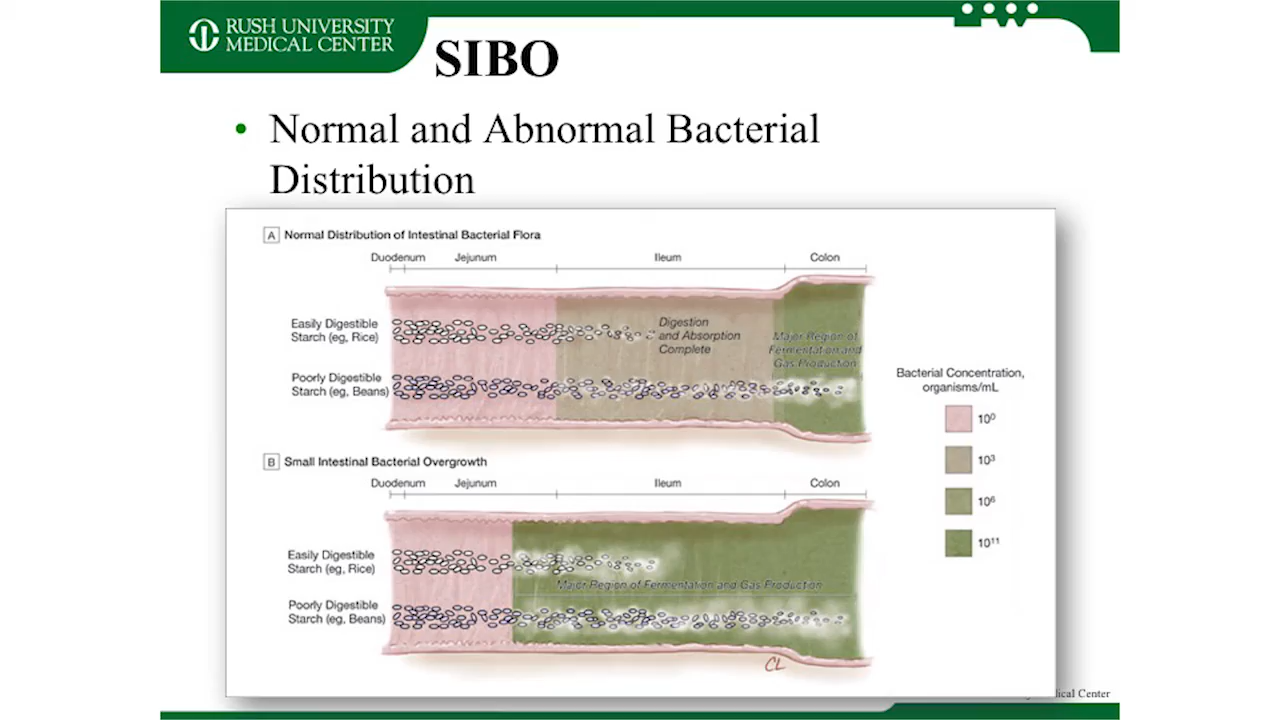 RUSH UNIVERSITY
MEDICAL CENTER
SIBO
• Normal and Abnormal Bacterial
Distribution
A Normal Distribution of Intestinal Bacterial Flora
Duodenum Jejunum Ileum Colon
Easily Digestible
Starch (eg, Rice)
Digestion
and Absorption
Complete
Major Region of
Fermentation and
Gas Production
Poorly Digestible
Starch (eg, Beans)
Bacterial Concentration,
organisms/mL
10⁰
10³
10⁶
10¹¹
B Small Intestinal Bacterial Overgrowth
Duodenum Jejunum Ileum Colon
Easily Digestible
Starch (eg, Rice)
Major Region of Fermentation and Gas Production
Poorly Digestible
Starch (eg, Beans)
CL
Center